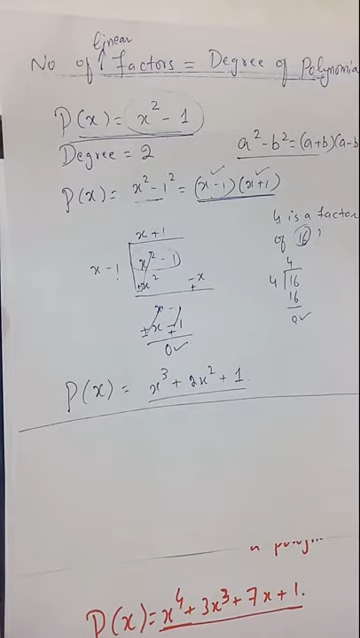 linear
No of factors = Degree of Polynomia
P(x) = x² - 1
Degree = 2
a² - b² = (a+b)(a-b
P(x) = x² - 1² = (x-1)(x+1)
4 is a factor
of 16
x+1
x-1 x² - 1
± x² - x
+
x - 1
± x - 1
+
0
4
4 16
16
0
P(x) = x³ + 2x² + 1
P(x) = x⁴ + 3x³ + 7x + 1.